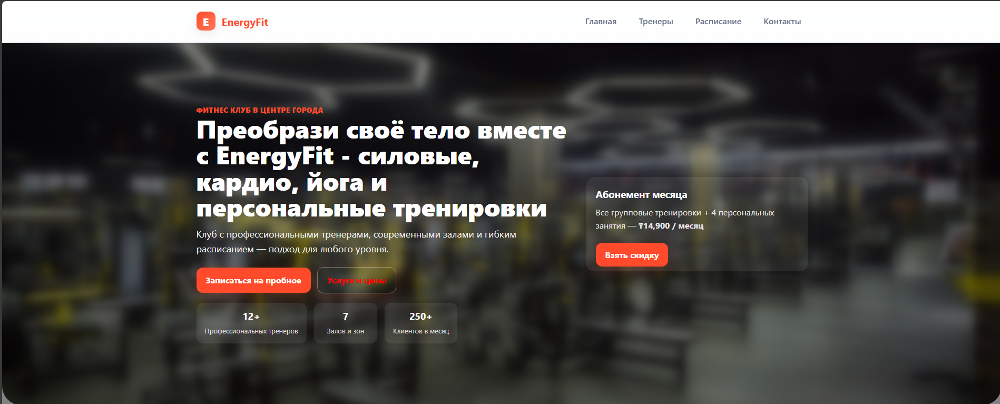 E EnergyFit
Главная Тренеры Расписание Контакты
ФИТНЕС КЛУБ В ЦЕНТРЕ ГОРОДА
Преобрази своё тело вместе
с EnergyFit - силовые,
кардио, йога и
персональные тренировки
Клуб с профессиональными тренерами, современными залами и гибким
расписанием — подход для любого уровня.
Записаться на пробное Услуги и цены
12+
Профессиональных тренеров
7
Залов и зон
250+
Клиентов в месяц
Абонемент месяца
Все групповые тренировки + 4 персональных
занятия — ₸14,900 / месяц
Взять скидку